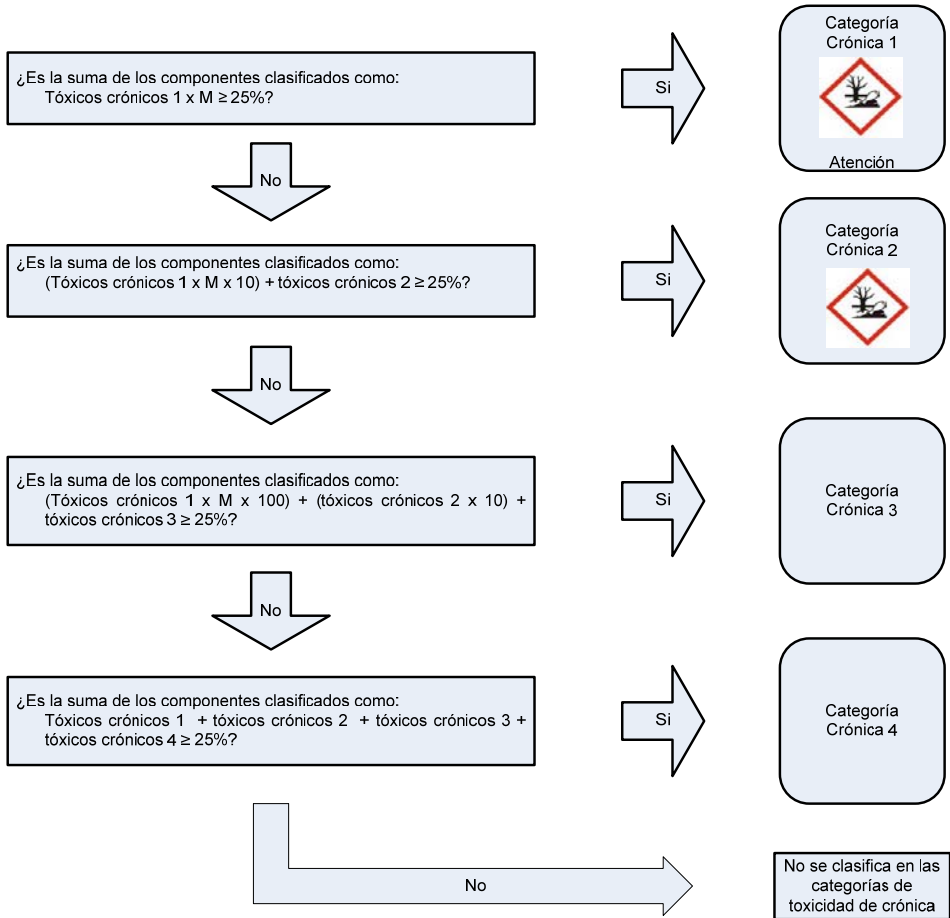 ¿Es la suma de los componentes clasificados como:
Tóxicos crónicos 1 x M ≥ 25%?
Si
Categoría
Crónica 1
Atención
No
¿Es la suma de los componentes clasificados como:
(Tóxicos crónicos 1 x M x 10) + tóxicos crónicos 2 ≥ 25%?
Si
Categoría
Crónica 2
No
¿Es la suma de los componentes clasificados como:
(Tóxicos crónicos 1 x M x 100) + (tóxicos crónicos 2 x 10) +
tóxicos crónicos 3 ≥ 25%?
Si
Categoría
Crónica 3
No
¿Es la suma de los componentes clasificados como:
Tóxicos crónicos 1 + tóxicos crónicos 2 + tóxicos crónicos 3 +
tóxicos crónicos 4 ≥ 25%?
Si
Categoría
Crónica 4
No
No se clasifica en las
categorías de
toxicidad de crónica